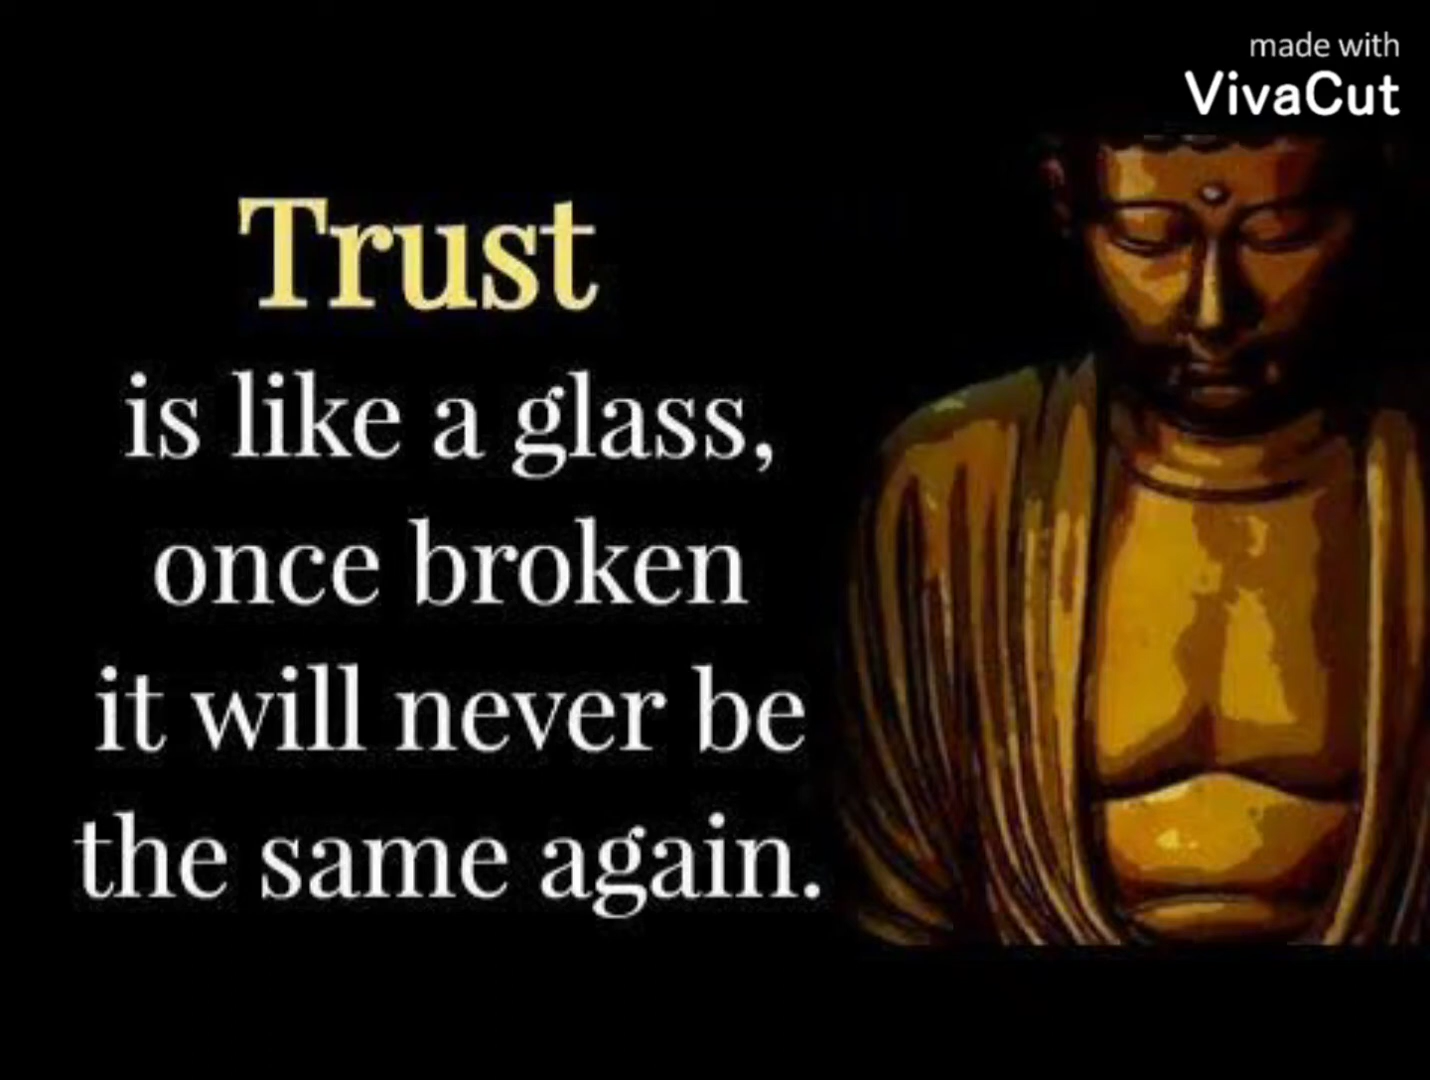 made with
VivaCut
Trust
is like a glass,
once broken
it will never be
the same again.